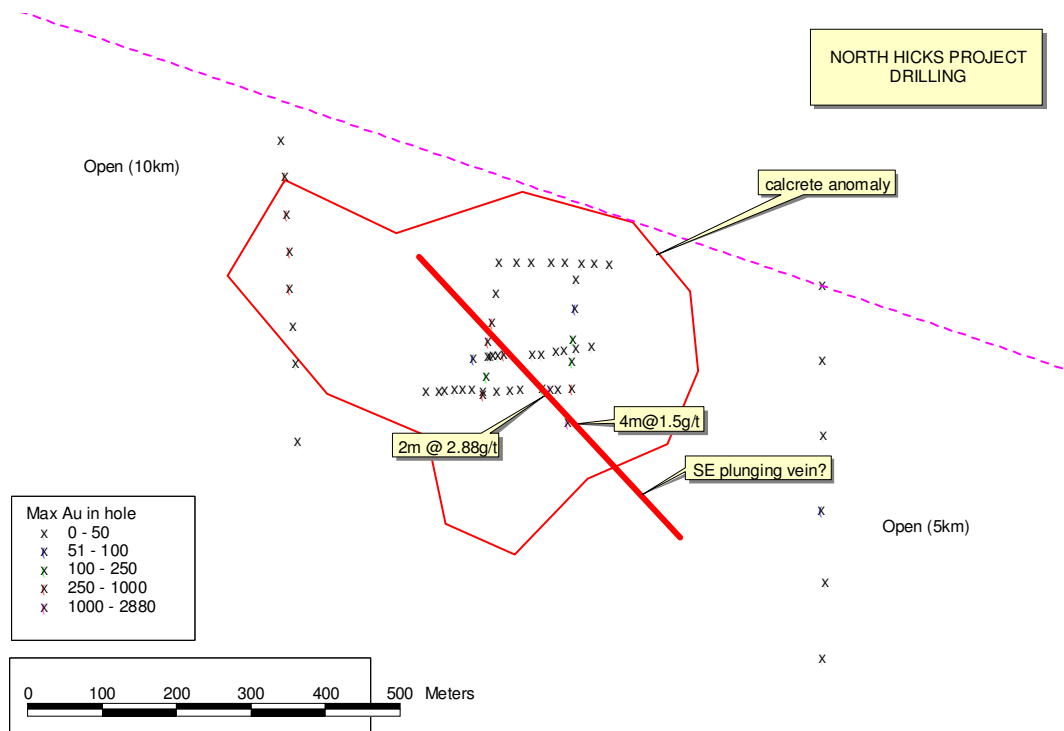 NORTH HICKS PROJECT
DRILLING
Open (10km)
calcrete anomaly
4m@1.5g/t
2m @ 2.88g/t
SE plunging vein?
Open (5km)
Max Au in hole
x 0 - 50
x 51 - 100
x 100 - 250
x 250 - 1000
x 1000 - 2880
0 100 200 300 400 500 Meters